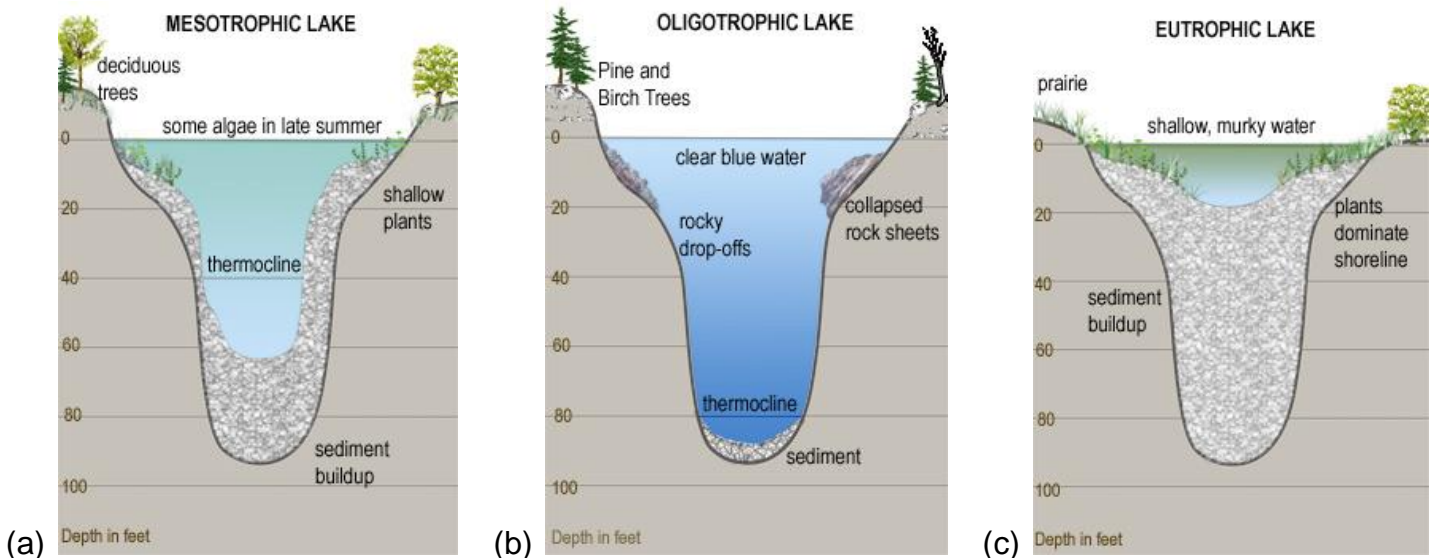 MESOTROPHIC LAKE
deciduous
trees
some algae in late summer
0
shallow
plants
20
thermocline
40
60
80
sediment
buildup
100
(a)
Depth in feet
OLIGOTROPHIC LAKE
Pine and
Birch Trees
0
clear blue water
20
collapsed
rock sheets
rocky
drop-offs
40
60
thermocline
80
sediment
100
(b)
Depth in feet
EUTROPHIC LAKE
prairie
shallow, murky water
0
20
plants
dominate
shoreline
40
sediment
buildup
60
80
100
(c)
Depth in feet